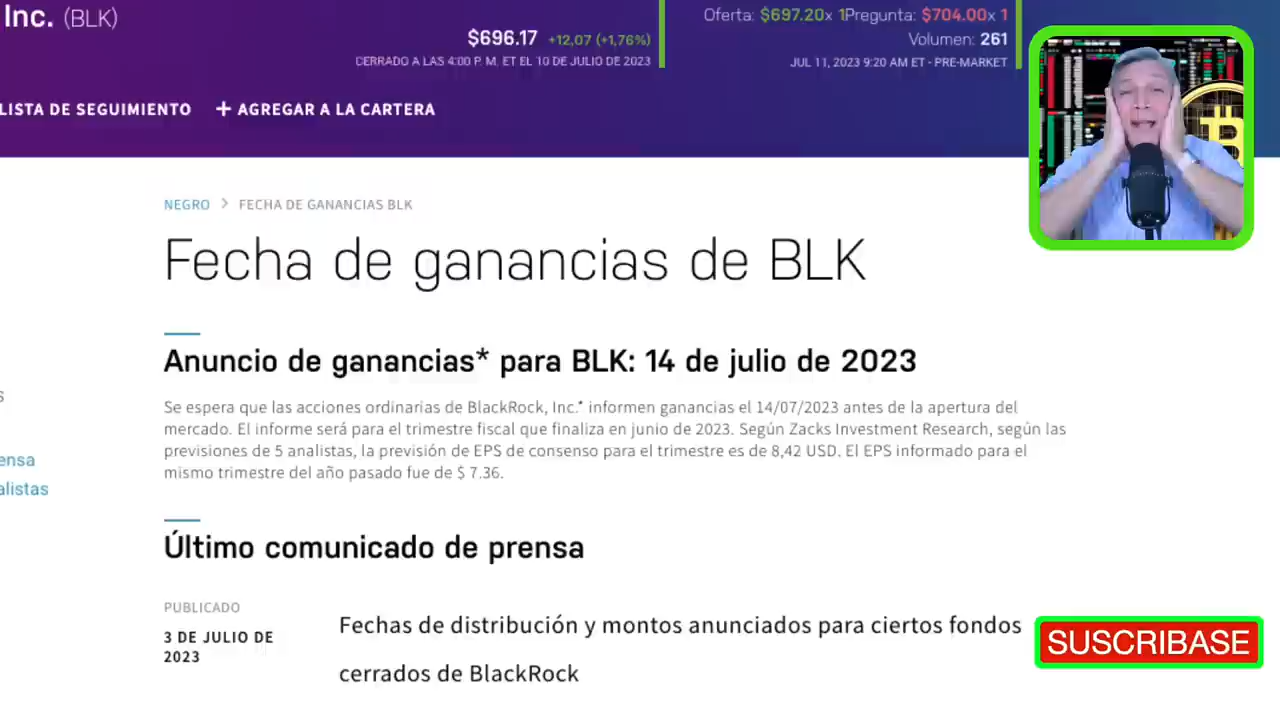 Inc. (BLK)
$696.17 +12,07 (+1,76%)
CERRADO A LAS 4:00 P. M. ET EL 10 DE JULIO DE 2023
Oferta: $697.20x 1Pregunta: $704.00x 1
Volumen: 261
JUL 11, 2023 9:20 AM ET - PRE-MARKET
LISTA DE SEGUIMIENTO + AGREGAR A LA CARTERA
NEGRO > FECHA DE GANANCIAS BLK
Fecha de ganancias de BLK
Anuncio de ganancias* para BLK: 14 de julio de 2023
Se espera que las acciones ordinarias de BlackRock, Inc.* informen ganancias el 14/07/2023 antes de la apertura del
mercado. El informe será para el trimestre fiscal que finaliza en junio de 2023. Según Zacks Investment Research, según las
previsiones de 5 analistas, la previsión de EPS de consenso para el trimestre es de 8,42 USD. El EPS informado para el
mismo trimestre del año pasado fue de $ 7.36.
s
ensa
alistas
Último comunicado de prensa
PUBLICADO
3 DE JULIO DE
2023
Fechas de distribución y montos anunciados para ciertos fondos
cerrados de BlackRock
SUSCRIBASE